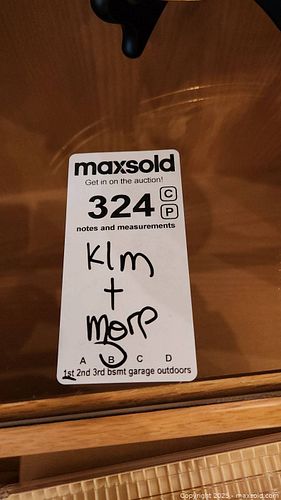 maxsold
Get in on the auction!
324 C
P
notes and measurements
Klm
+
more
A B C D
1st 2nd 3rd bsmt garage outdoors
Copyright 2025 - maxsold.com